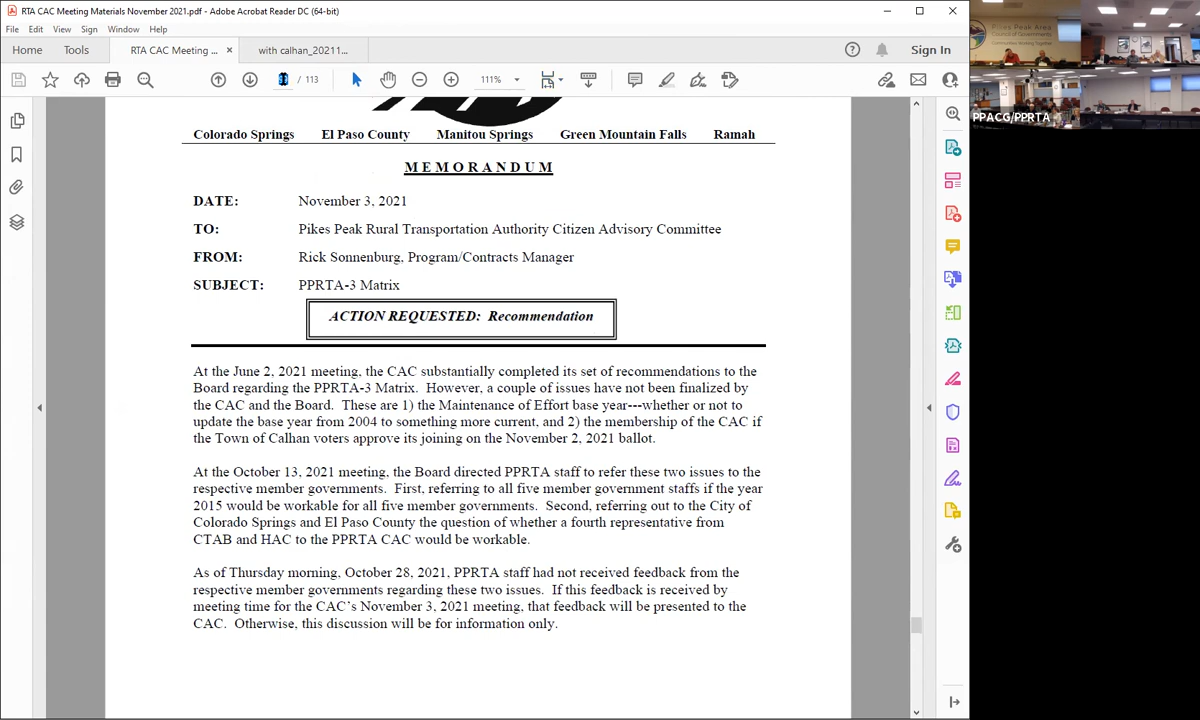 RTA CAC Meeting Materials November 2021.pdf - Adobe Acrobat Reader DC (64-bit)
File Edit View Sign Window Help
Home Tools RTA CAC Meeting ... × with calhan_20211... Sign In
/ 113 111%
Colorado Springs El Paso County Manitou Springs Green Mountain Falls Ramah
MEMORANDUM
DATE: November 3, 2021
TO: Pikes Peak Rural Transportation Authority Citizen Advisory Committee
FROM: Rick Sonnenburg, Program/Contracts Manager
SUBJECT: PPRTA-3 Matrix
ACTION REQUESTED: Recommendation
At the June 2, 2021 meeting, the CAC substantially completed its set of recommendations to the
Board regarding the PPRTA-3 Matrix. However, a couple of issues have not been finalized by
the CAC and the Board. These are 1) the Maintenance of Effort base year---whether or not to
update the base year from 2004 to something more current, and 2) the membership of the CAC if
the Town of Calhan voters approve its joining on the November 2, 2021 ballot.
At the October 13, 2021 meeting, the Board directed PPRTA staff to refer these two issues to the
respective member governments. First, referring to all five member government staffs if the year
2015 would be workable for all five member governments. Second, referring out to the City of
Colorado Springs and El Paso County the question of whether a fourth representative from
CTAB and HAC to the PPRTA CAC would be workable.
As of Thursday morning, October 28, 2021, PPRTA staff had not received feedback from the
respective member governments regarding these two issues. If this feedback is received by
meeting time for the CAC's November 3, 2021 meeting, that feedback will be presented to the
CAC. Otherwise, this discussion will be for information only.
Pikes Peak Area
Council of Governments
Communities Working Together
PPACG/PPRTA